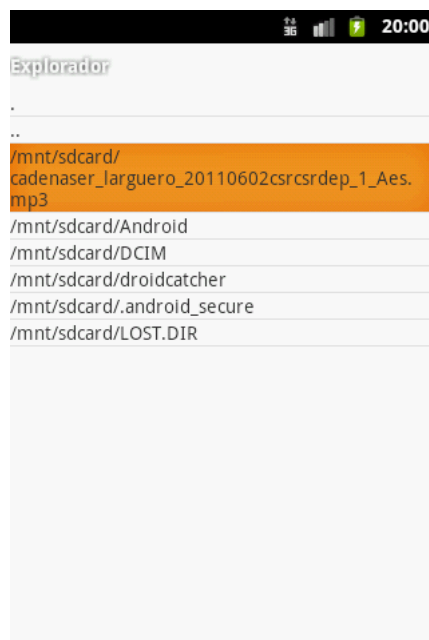 3G 20:00
Explorador
.
..
/mnt/sdcard/
cadenaser_larguero_20110602csrcsrdep_1_Aes.
mp3
/mnt/sdcard/Android
/mnt/sdcard/DCIM
/mnt/sdcard/droidcatcher
/mnt/sdcard/.android_secure
/mnt/sdcard/LOST.DIR